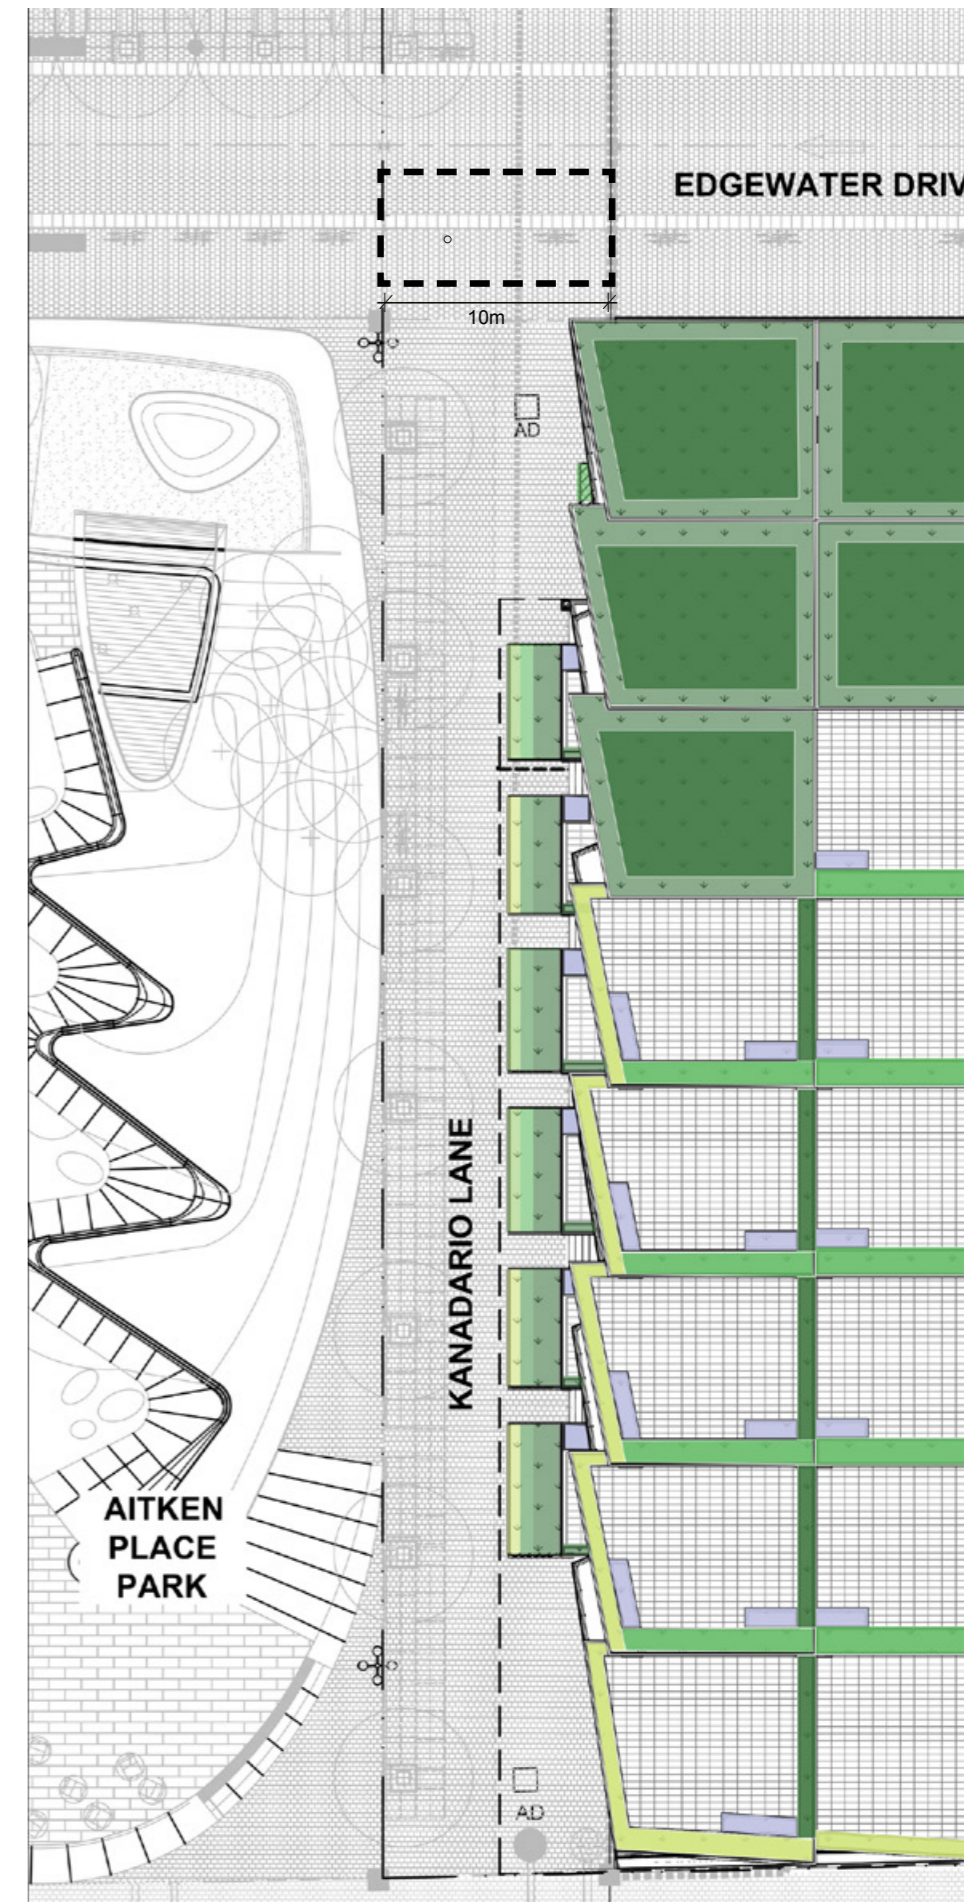 EDGEWATER DRIV
10m
AD
KANADARIO LANE
AITKEN
PLACE
PARK
AD